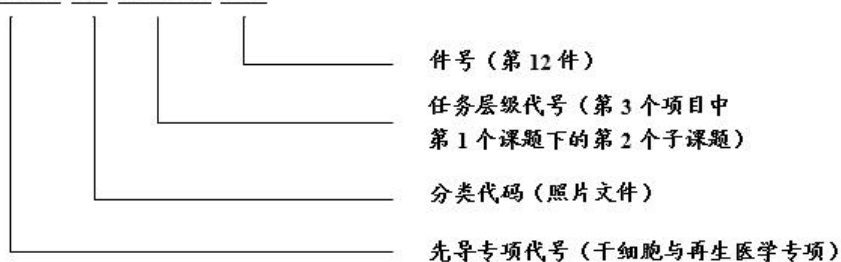 件号（第 12 件）
任务层级代号（第 3 个项目中
第 1 个课题下的第 2 个子课题）
分类代码（照片文件）
先导专项代号（干细胞与再生医学专项）